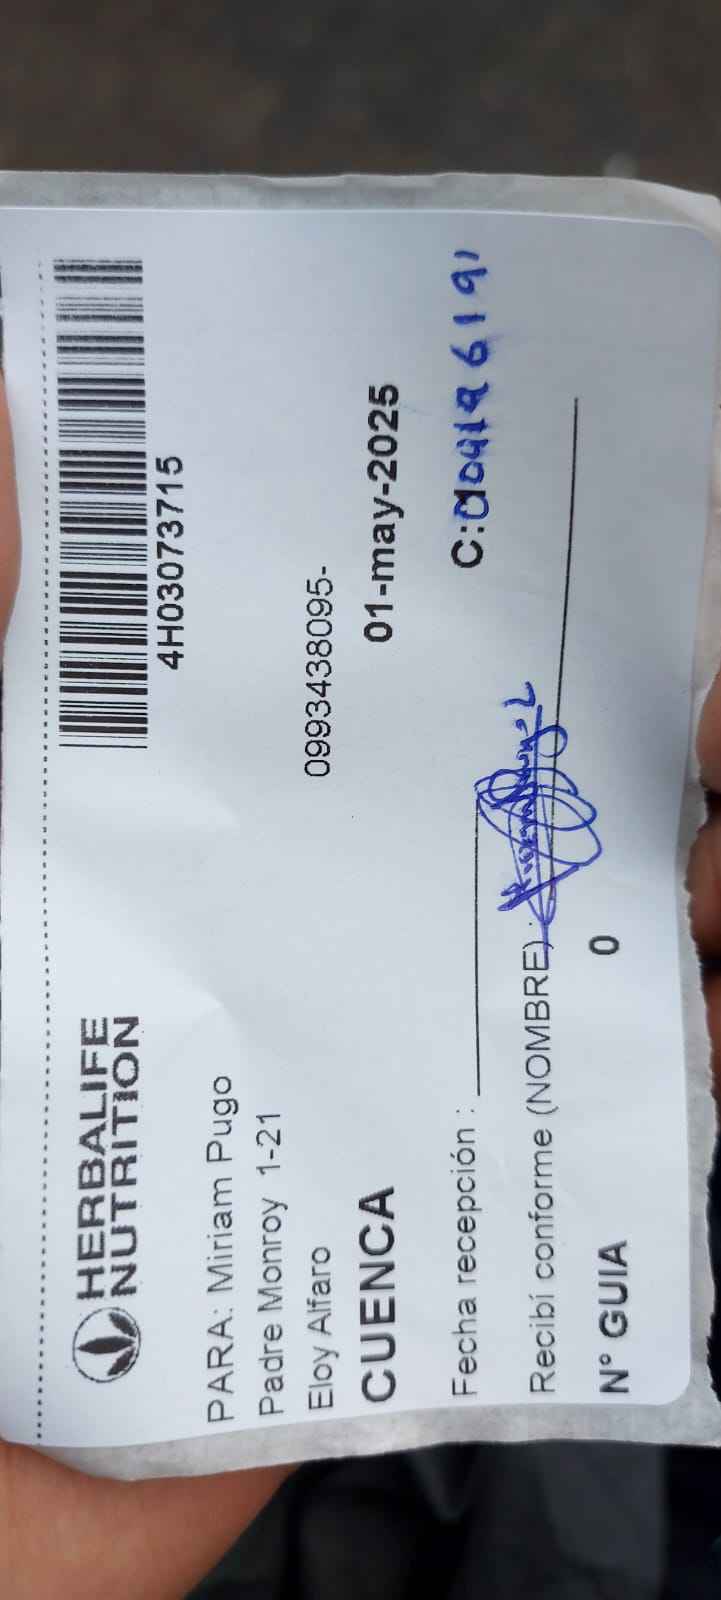 HERBALIFE
NUTRITION
4H03073715
PARA: Miriam Pugo
Padre Monroy 1-21
Eloy Alfaro
0993438095-
CUENCA
01-may-2025
Fecha recepción :
C:
Recibí conforme (NOMBRE) :
N° GUIA 0